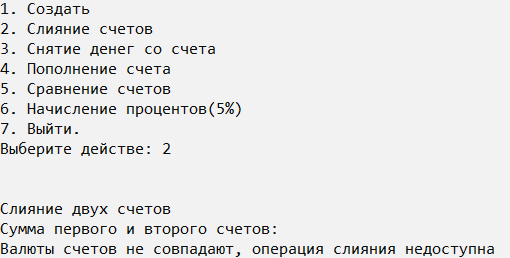 1. Создать
2. Слияние счетов
3. Снятие денег со счета
4. Пополнение счета
5. Сравнение счетов
6. Начисление процентов(5%)
7. Выйти.
Выберите действе: 2
Слияние двух счетов
Сумма первого и второго счетов:
Валюты счетов не совпадают, операция слияния недоступна